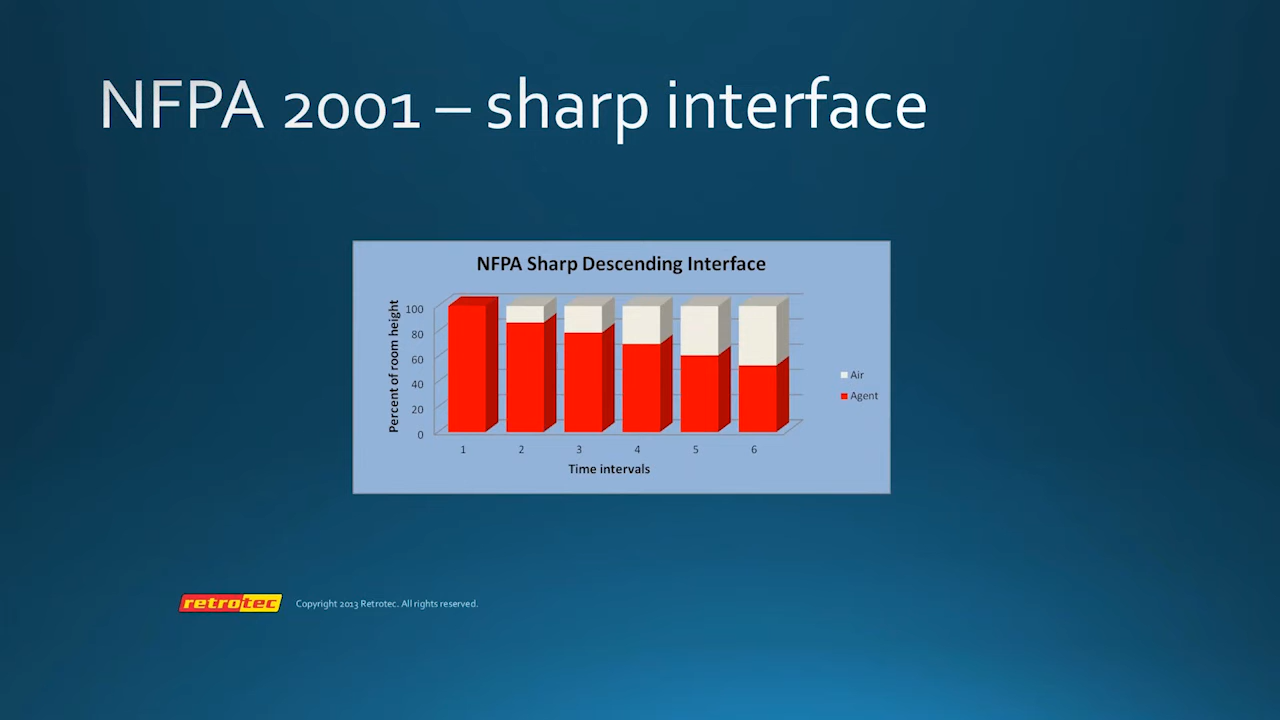 NFPA 2001 – sharp interface
NFPA Sharp Descending Interface
Percent of room height
100
80
60
40
20
0
1 2 3 4 5 6
Time intervals
Air
Agent
retrotec
Copyright 2013 Retrotec. All rights reserved.